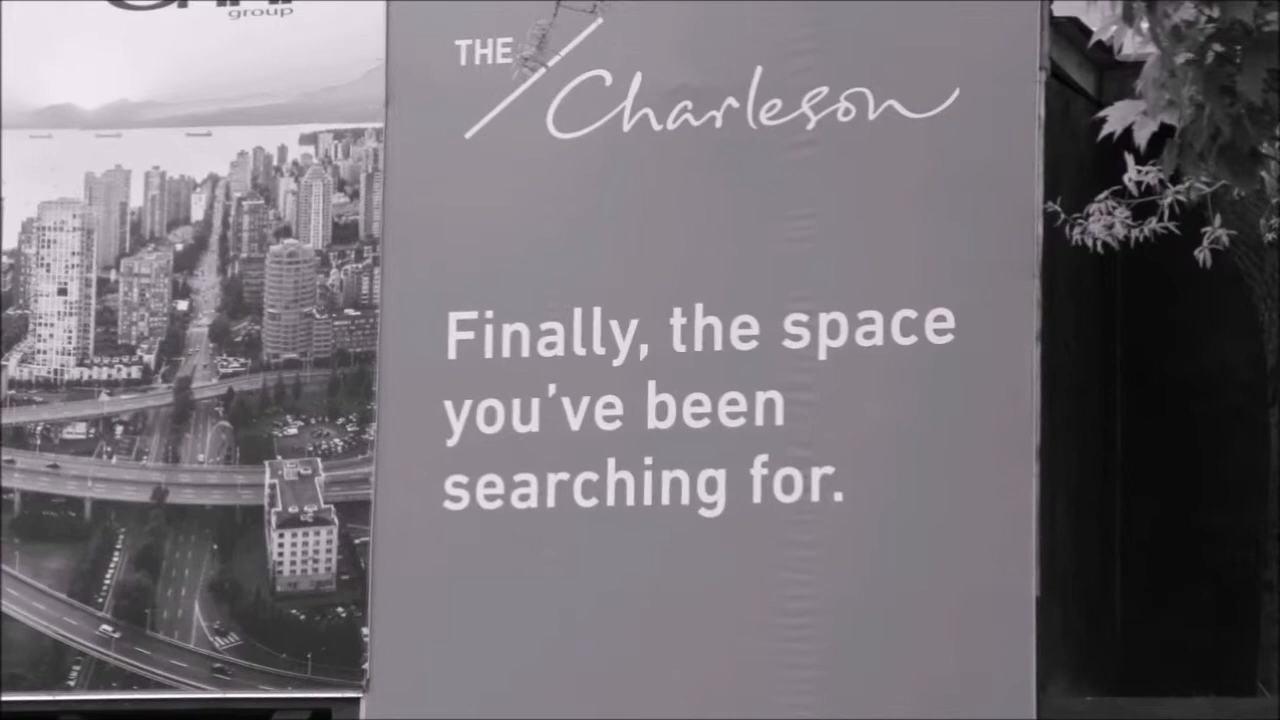 group
THE
Charleson
Finally, the space
you've been
searching for.